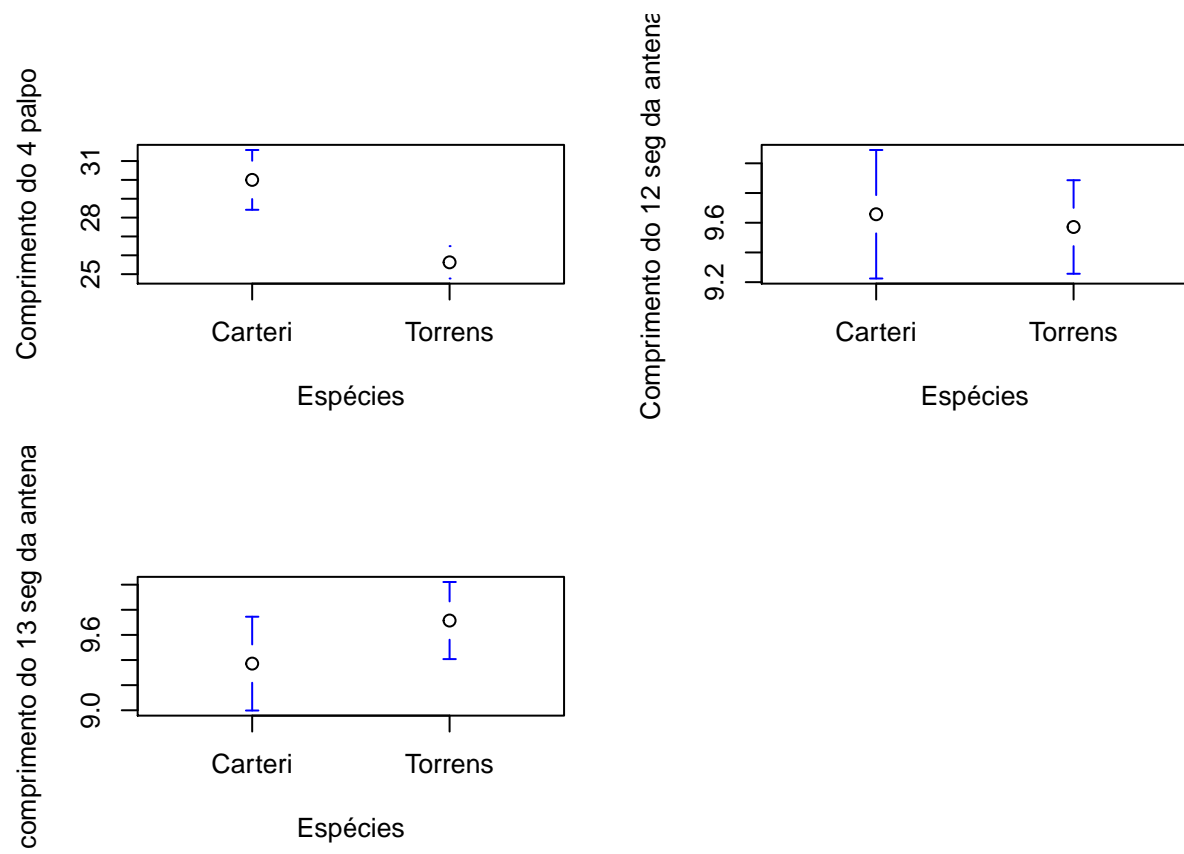 Comprimento do 4 palpo
31
28
25
Carteri Torrens
Espécies
Comprimento do 12 seg da antena
9.6
9.2
Carteri Torrens
Espécies
comprimento do 13 seg da antena
9.6
9.0
Carteri Torrens
Espécies